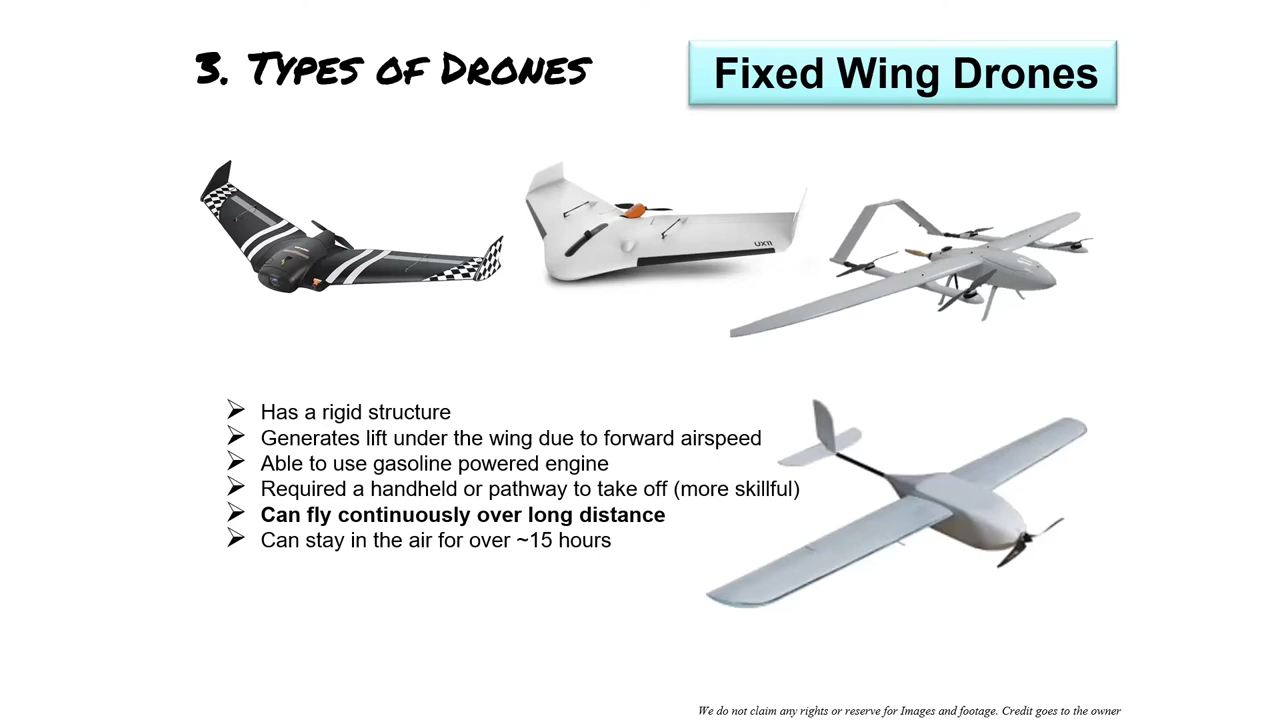 3. Types of Drones
Fixed Wing Drones
UX11
Has a rigid structure
Generates lift under the wing due to forward airspeed
Able to use gasoline powered engine
Required a handheld or pathway to take off (more skillful)
Can fly continuously over long distance
Can stay in the air for over ~15 hours
We do not claim any rights or reserve for Images and footage. Credit goes to the owner